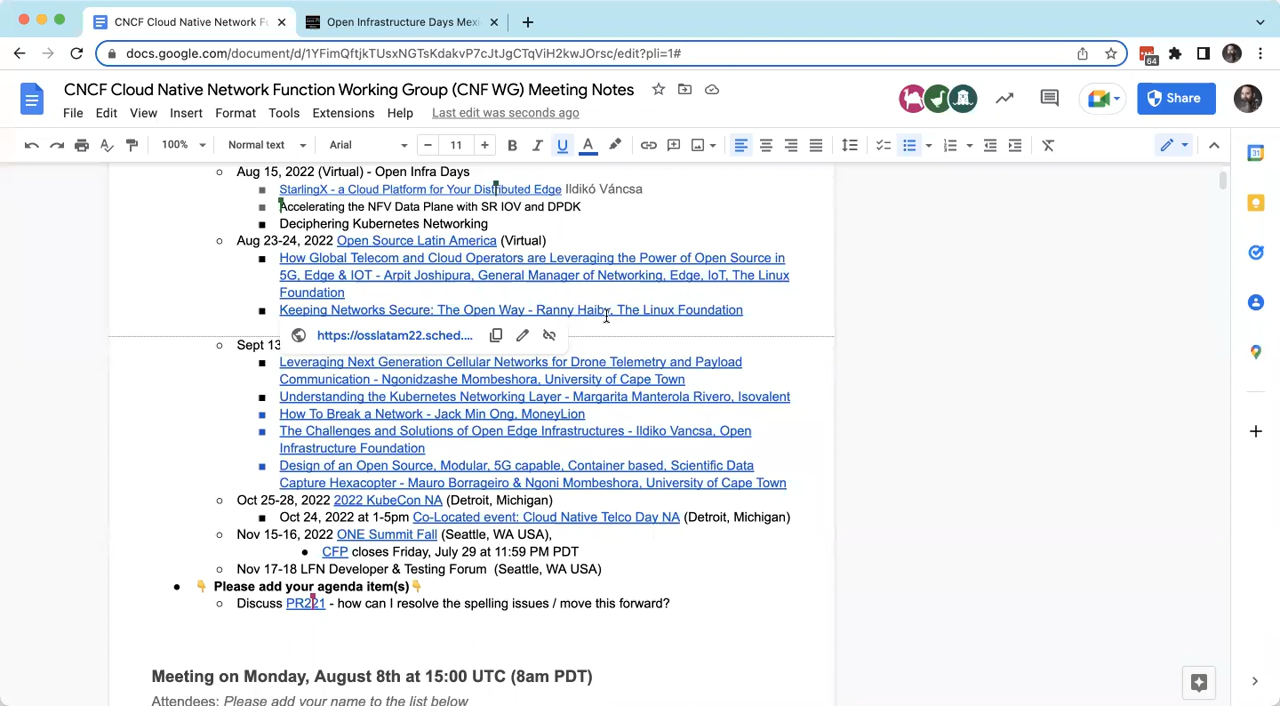 CNCF Cloud Native Network Fu
Open Infrastructure Days Mexi
docs.google.com/document/d/1YFimQftjkTUsxNGTsKdakvP7cJtJgCTqViH2kwJOrsc/edit?pli=1#
64
CNCF Cloud Native Network Function Working Group (CNF WG) Meeting Notes
Share
File Edit View Insert Format Tools Extensions Help Last edit was seconds ago
100% Normal text Arial 11
Aug 15, 2022 (Virtual) - Open Infra Days
StarlingX - a Cloud Platform for Your Distributed Edge Ildikó Váncsa
Accelerating the NFV Data Plane with SR IOV and DPDK
Deciphering Kubernetes Networking
Aug 23-24, 2022 Open Source Latin America (Virtual)
How Global Telecom and Cloud Operators are Leveraging the Power of Open Source in
5G, Edge & IOT - Arpit Joshipura, General Manager of Networking, Edge, IoT, The Linux
Foundation
Keeping Networks Secure: The Open Way - Ranny Haiby, The Linux Foundation
https://osslatam22.sched....
Sept 13
Leveraging Next Generation Cellular Networks for Drone Telemetry and Payload
Communication - Ngonidzashe Mombeshora, University of Cape Town
Understanding the Kubernetes Networking Layer - Margarita Manterola Rivero, Isovalent
How To Break a Network - Jack Min Ong, MoneyLion
The Challenges and Solutions of Open Edge Infrastructures - Ildiko Vancsa, Open
Infrastructure Foundation
Design of an Open Source, Modular, 5G capable, Container based, Scientific Data
Capture Hexacopter - Mauro Borrageiro & Ngoni Mombeshora, University of Cape Town
Oct 25-28, 2022 2022 KubeCon NA (Detroit, Michigan)
Oct 24, 2022 at 1-5pm Co-Located event: Cloud Native Telco Day NA (Detroit, Michigan)
Nov 15-16, 2022 ONE Summit Fall (Seattle, WA USA),
CFP closes Friday, July 29 at 11:59 PM PDT
Nov 17-18 LFN Developer & Testing Forum (Seattle, WA USA)
👇 Please add your agenda item(s)👇
Discuss PR221 - how can I resolve the spelling issues / move this forward?
Meeting on Monday, August 8th at 15:00 UTC (8am PDT)
Attendees: Please add your name to the list below